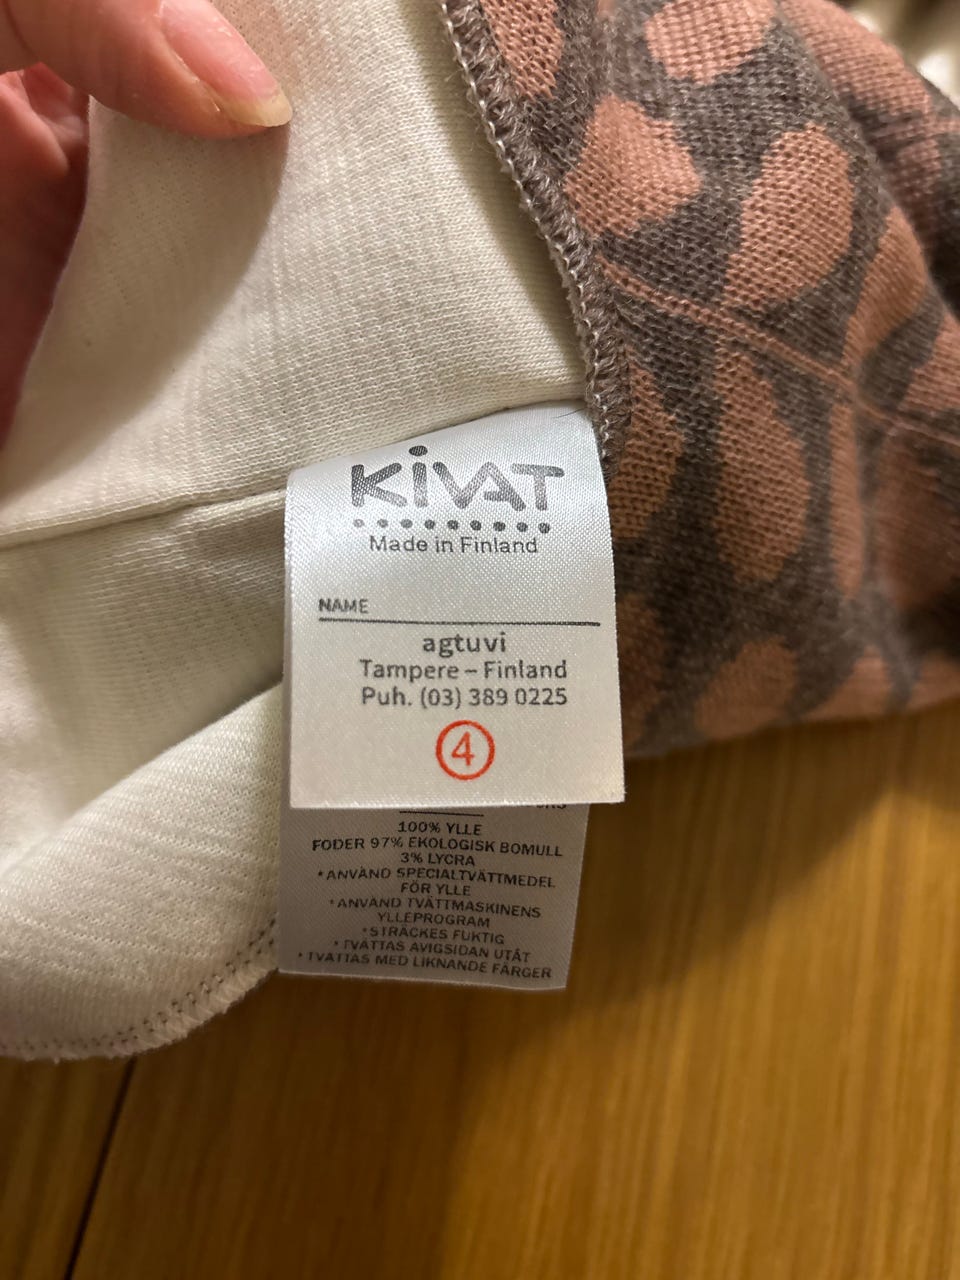 KiVAT
Made in Finland
NAME
agtuvi
Tampere – Finland
Puh. (03) 389 0225
4
100% YLLE
FODER 97% EKOLOGISK BOMULL
3% LYCRA
*ANVÄND SPECIALTVÄTTMEDEL
FÖR YLLE
*ANVÄND TVÄTTMASKINENS
YLLEPROGRAM
*STRÄCKES FUKTIG
*TVÄTTAS AVIGSIDAN UTÅT
*TVÄTTAS MED LIKNANDE FÄRGER